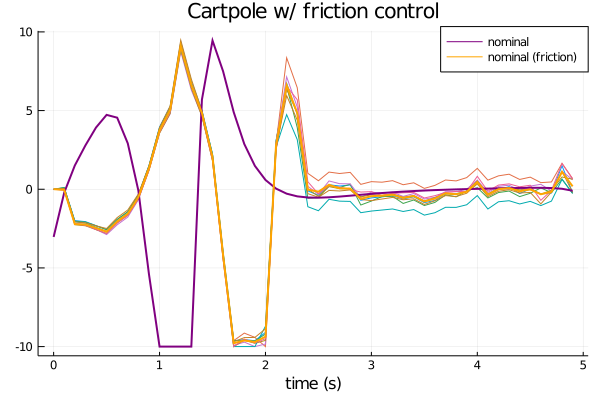 Cartpole w/ friction control
nominal
nominal (friction)
10
5
0
-5
-10
0 1 2 3 4 5
time (s)